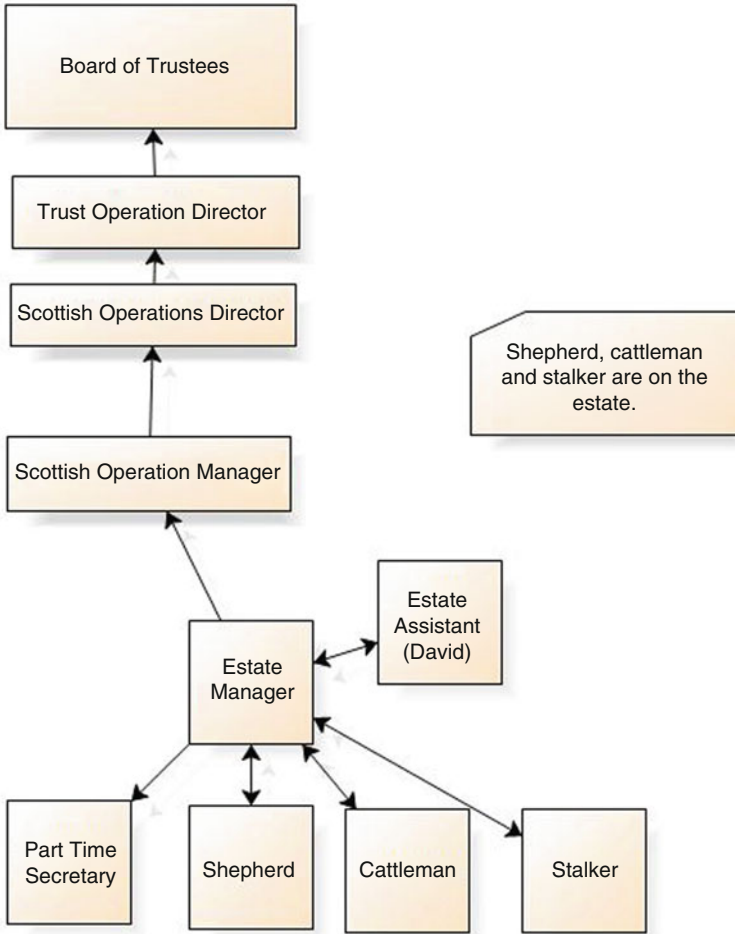 Board of Trustees
Trust Operation Director
Scottish Operations Director
Shepherd, cattleman
and stalker are on the
estate.
Scottish Operation Manager
Estate
Assistant
(David)
Estate
Manager
Part Time
Secretary
Shepherd
Cattleman
Stalker